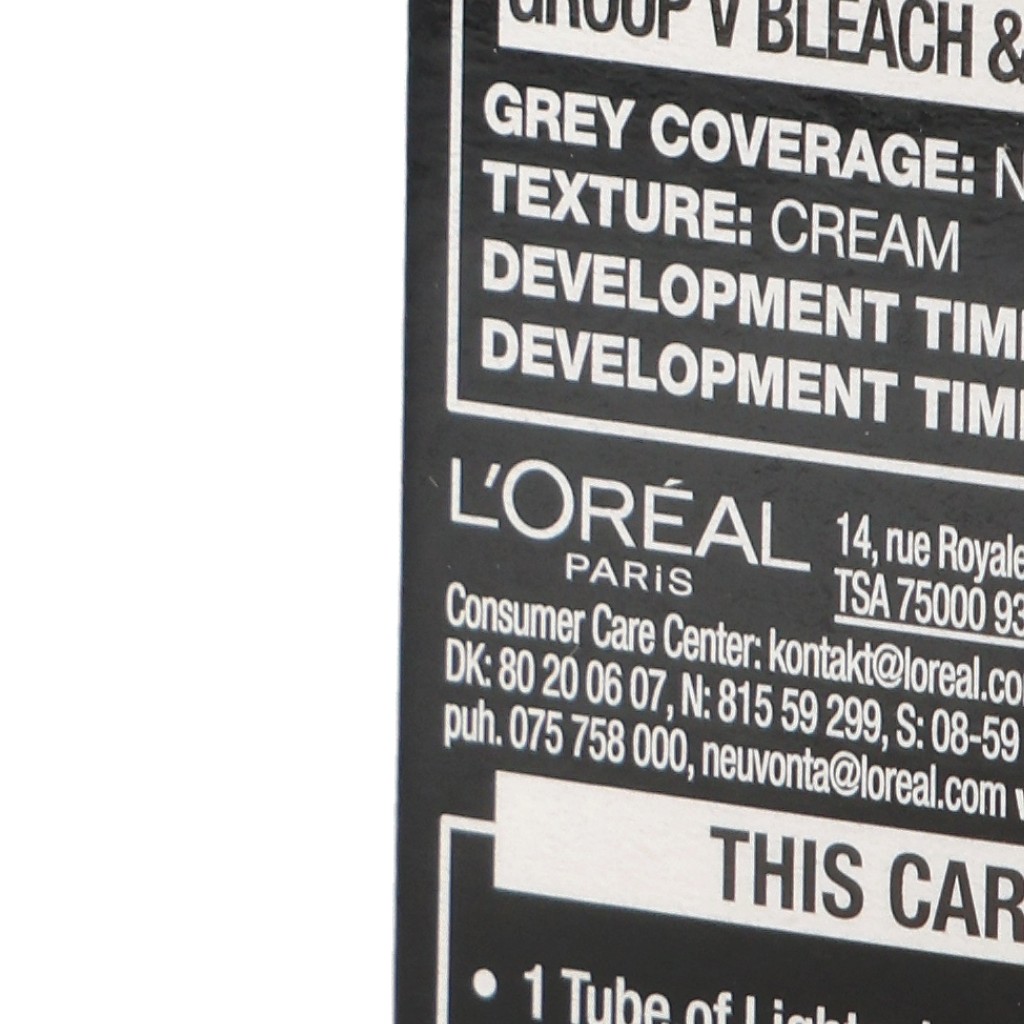 GROUP V BLEACH &
GREY COVERAGE: N
TEXTURE: CREAM
DEVELOPMENT TIM
DEVELOPMENT TIM
L'ORÉAL
PARiS
14, rue Royale
TSA 75000 93
Consumer Care Center: kontakt@loreal.co
DK: 80 20 06 07, N: 815 59 299, S: 08-59
puh. 075 758 000, neuvonta@loreal.com
THIS CAR
• 1 Tube of